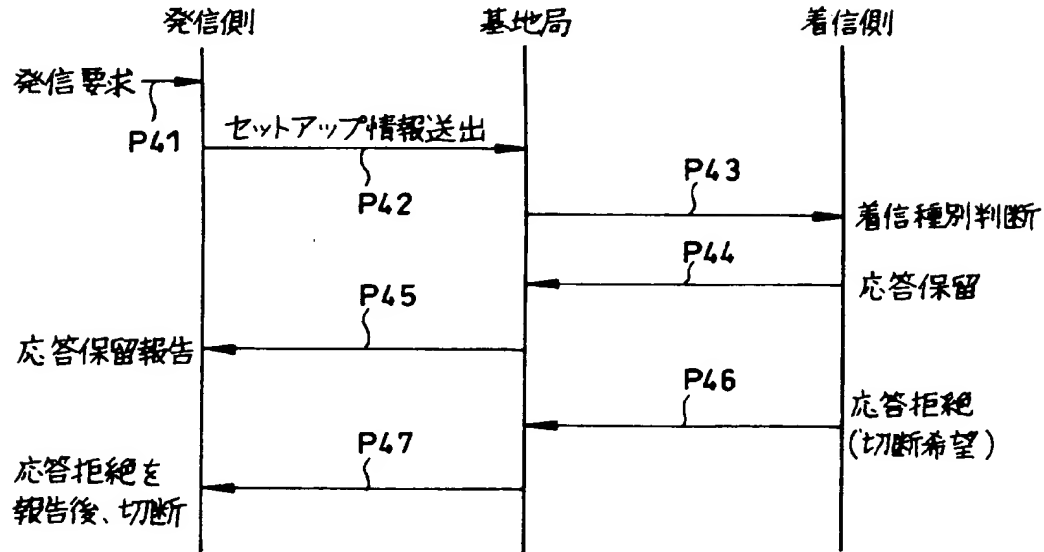 発信側
基地局
着信側
発信要求
P41
セットアップ情報送出
P42
P43
着信種別判断
P44
応答保留
P45
応答保留報告
P46
応答拒絶
(切断希望)
P47
応答拒絶を
報告後、切断